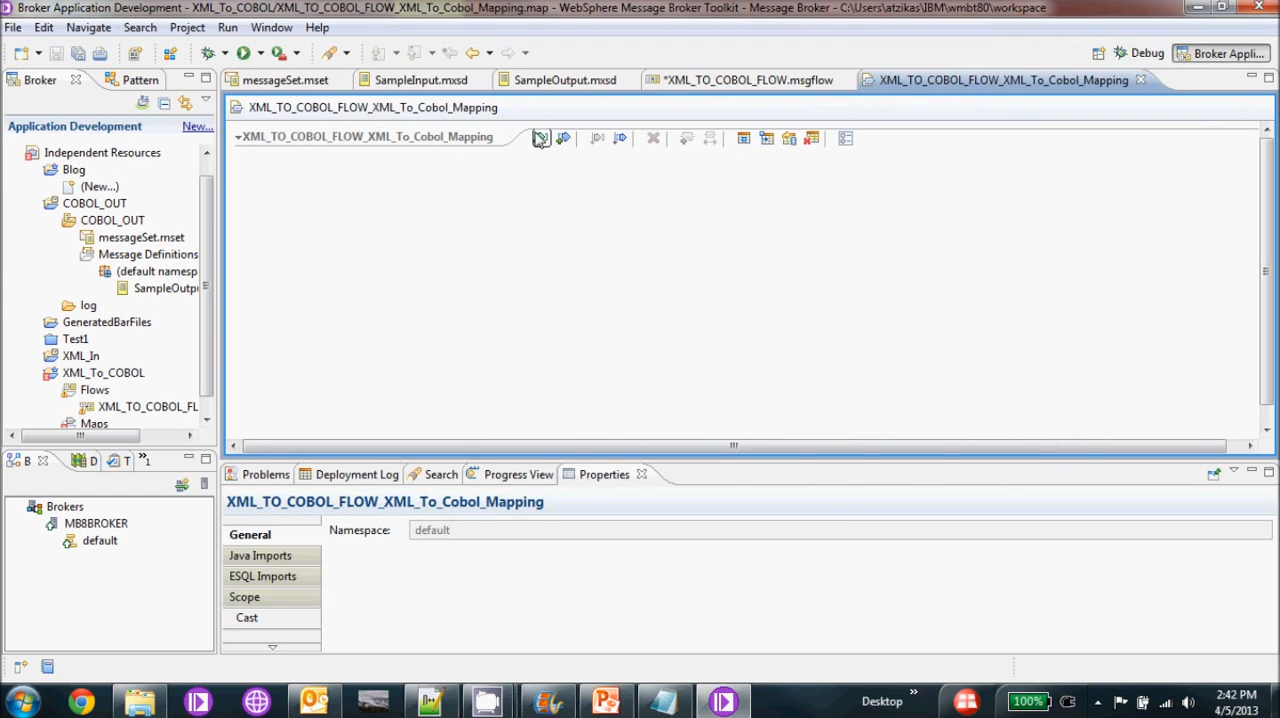 Broker Application Development - XML_To_COBOL/XML_TO_COBOL_FLOW_XML_To_Cobol_Mapping.map - WebSphere Message Broker Toolkit - Message Broker - C:\Users\atzikas\IBM\wmbt80\workspace
File Edit Navigate Search Project Run Window Help
Debug Broker Appli...
Broker Pattern
messageSet.mset SampleInput.mxsd SampleOutput.mxsd *XML_TO_COBOL_FLOW.msgflow XML_TO_COBOL_FLOW_XML_To_Cobol_Mapping
XML_TO_COBOL_FLOW_XML_To_Cobol_Mapping
XML_TO_COBOL_FLOW_XML_To_Cobol_Mapping
Application Development New...
Independent Resources
Blog
(New...)
COBOL_OUT
COBOL_OUT
messageSet.mset
Message Definitions
(default namesp
SampleOutpu
log
GeneratedBarFiles
Test1
XML_In
XML_To_COBOL
Flows
XML_TO_COBOL_FL
Maps
B D T »1
Brokers
MB8BROKER
default
Problems Deployment Log Search Progress View Properties
XML_TO_COBOL_FLOW_XML_To_Cobol_Mapping
General
Java Imports
ESQL Imports
Scope
Cast
Namespace: default
Desktop » 100% 2:42 PM
4/5/2013